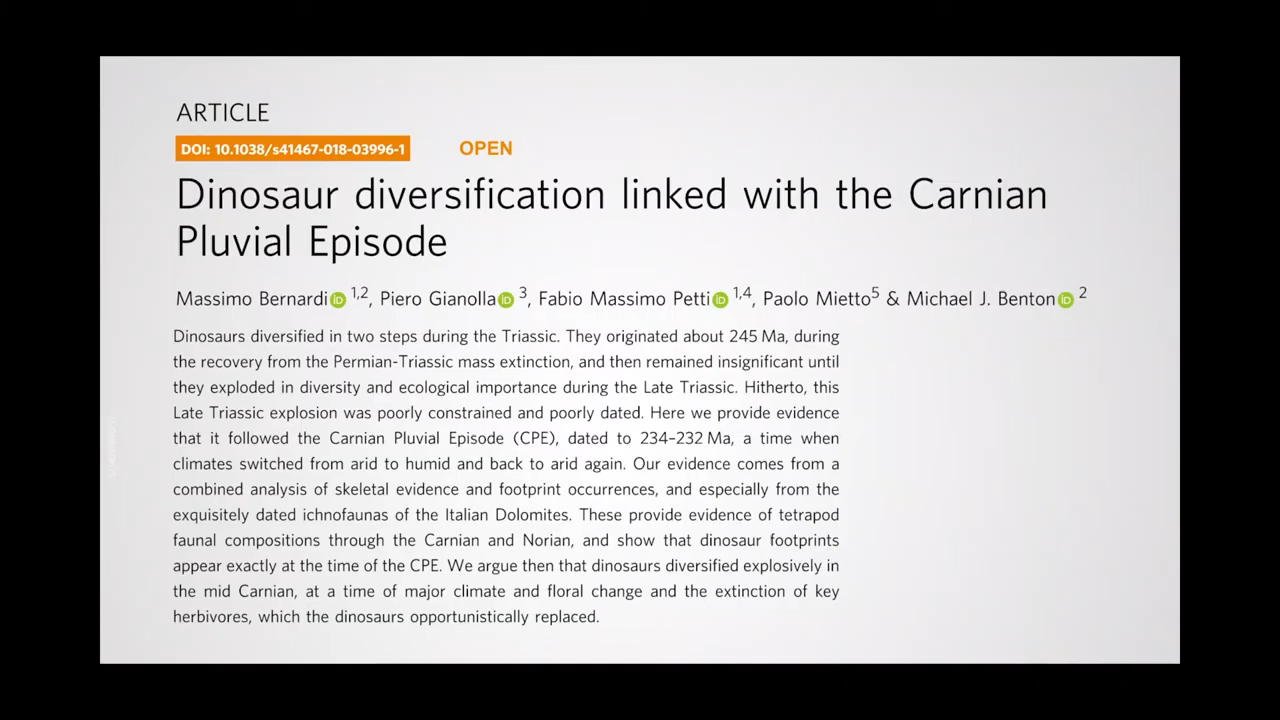 ARTICLE
DOI: 10.1038/s41467-018-03996-1 OPEN
Dinosaur diversification linked with the Carnian
Pluvial Episode
Massimo Bernardi 1,2, Piero Gianolla 3, Fabio Massimo Petti 1,4, Paolo Mietto5 & Michael J. Benton 2
Dinosaurs diversified in two steps during the Triassic. They originated about 245 Ma, during
the recovery from the Permian-Triassic mass extinction, and then remained insignificant until
they exploded in diversity and ecological importance during the Late Triassic. Hitherto, this
Late Triassic explosion was poorly constrained and poorly dated. Here we provide evidence
that it followed the Carnian Pluvial Episode (CPE), dated to 234–232 Ma, a time when
climates switched from arid to humid and back to arid again. Our evidence comes from a
combined analysis of skeletal evidence and footprint occurrences, and especially from the
exquisitely dated ichnofaunas of the Italian Dolomites. These provide evidence of tetrapod
faunal compositions through the Carnian and Norian, and show that dinosaur footprints
appear exactly at the time of the CPE. We argue then that dinosaurs diversified explosively in
the mid Carnian, at a time of major climate and floral change and the extinction of key
herbivores, which the dinosaurs opportunistically replaced.